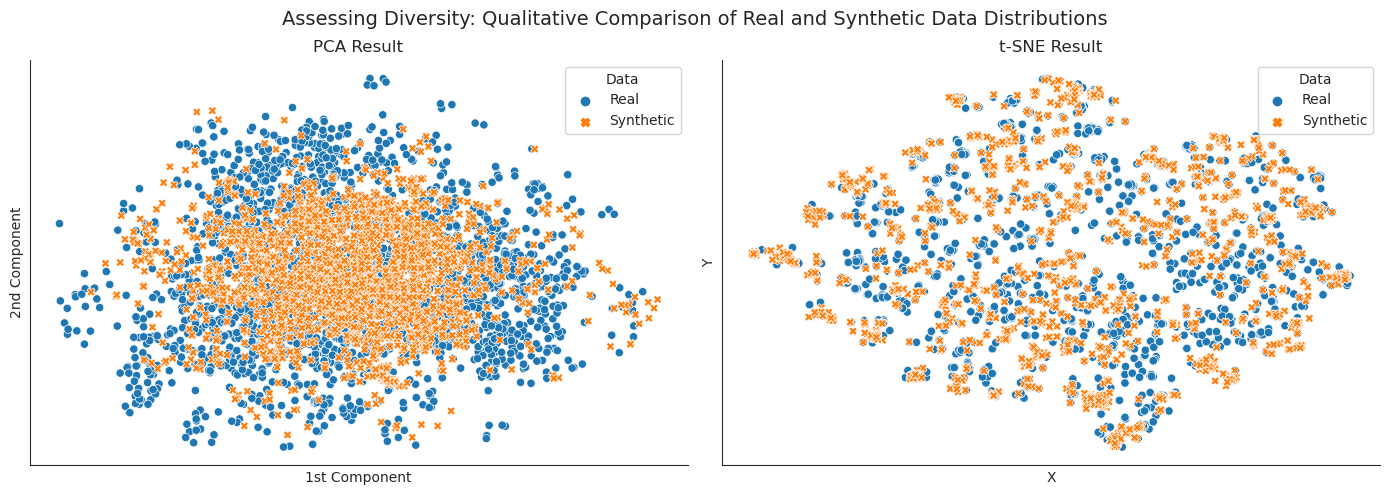 Assessing Diversity: Qualitative Comparison of Real and Synthetic Data Distributions
PCA Result
Data
Real
Synthetic
2nd Component
1st Component
t-SNE Result
Data
Real
Synthetic
Y
X